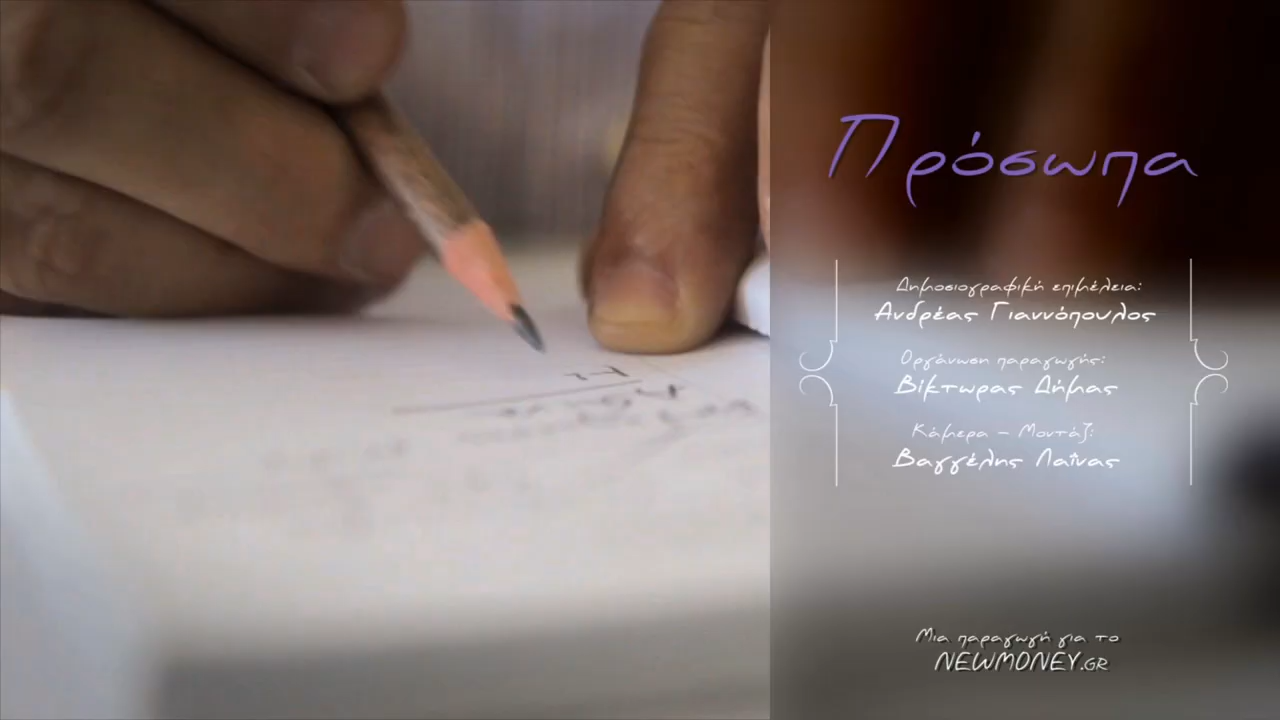 Πρόσωπα
Δημοσιογραφική επιμέλεια:
Ανδρέας Γιαννόπουλος
Οργάνωση παραγωγής:
Βίκτωρας Δήμας
Κάμερα – Μοντάζ:
Βαγγέλης Λαΐνας
Μια παραγωγή για το
NEWMONEY.GR